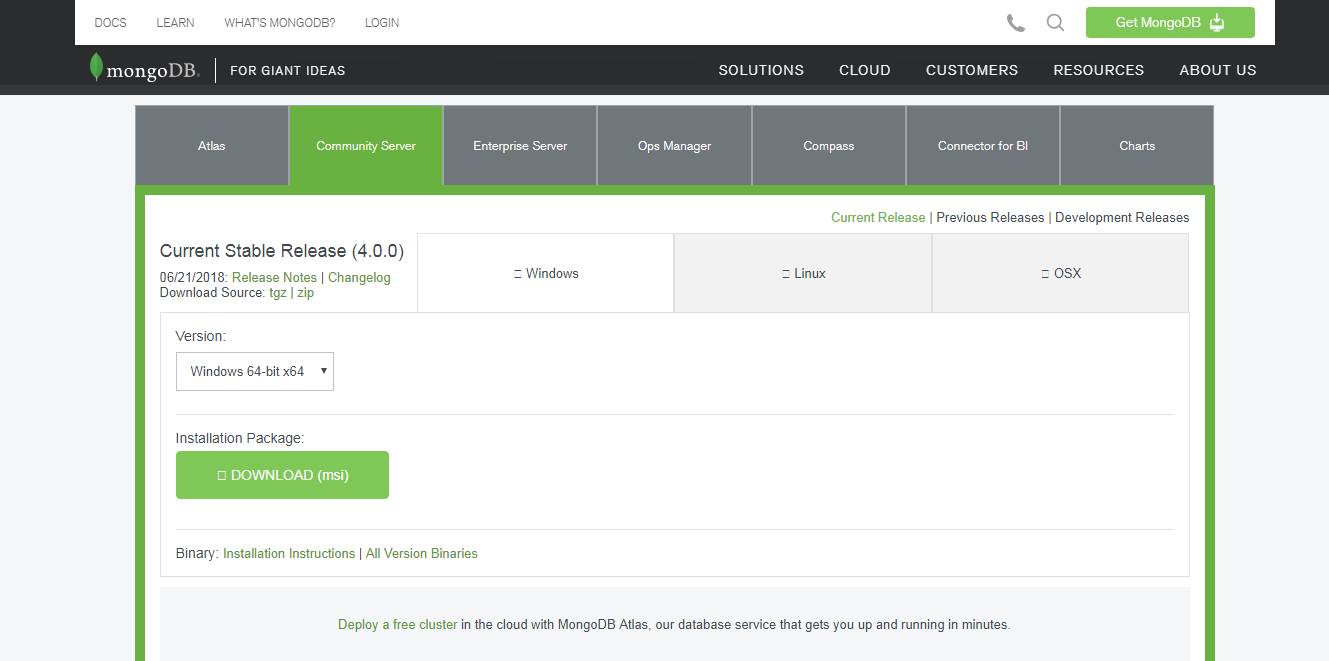 DOCS LEARN WHAT'S MONGODB? LOGIN Get MongoDB
mongoDB. FOR GIANT IDEAS SOLUTIONS CLOUD CUSTOMERS RESOURCES ABOUT US
Atlas Community Server Enterprise Server Ops Manager Compass Connector for BI Charts
Current Release | Previous Releases | Development Releases
Current Stable Release (4.0.0)
06/21/2018: Release Notes | Changelog
Download Source: tgz | zip
Windows Linux OSX
Version:
Windows 64-bit x64
Installation Package:
DOWNLOAD (msi)
Binary: Installation Instructions | All Version Binaries
Deploy a free cluster in the cloud with MongoDB Atlas, our database service that gets you up and running in minutes.